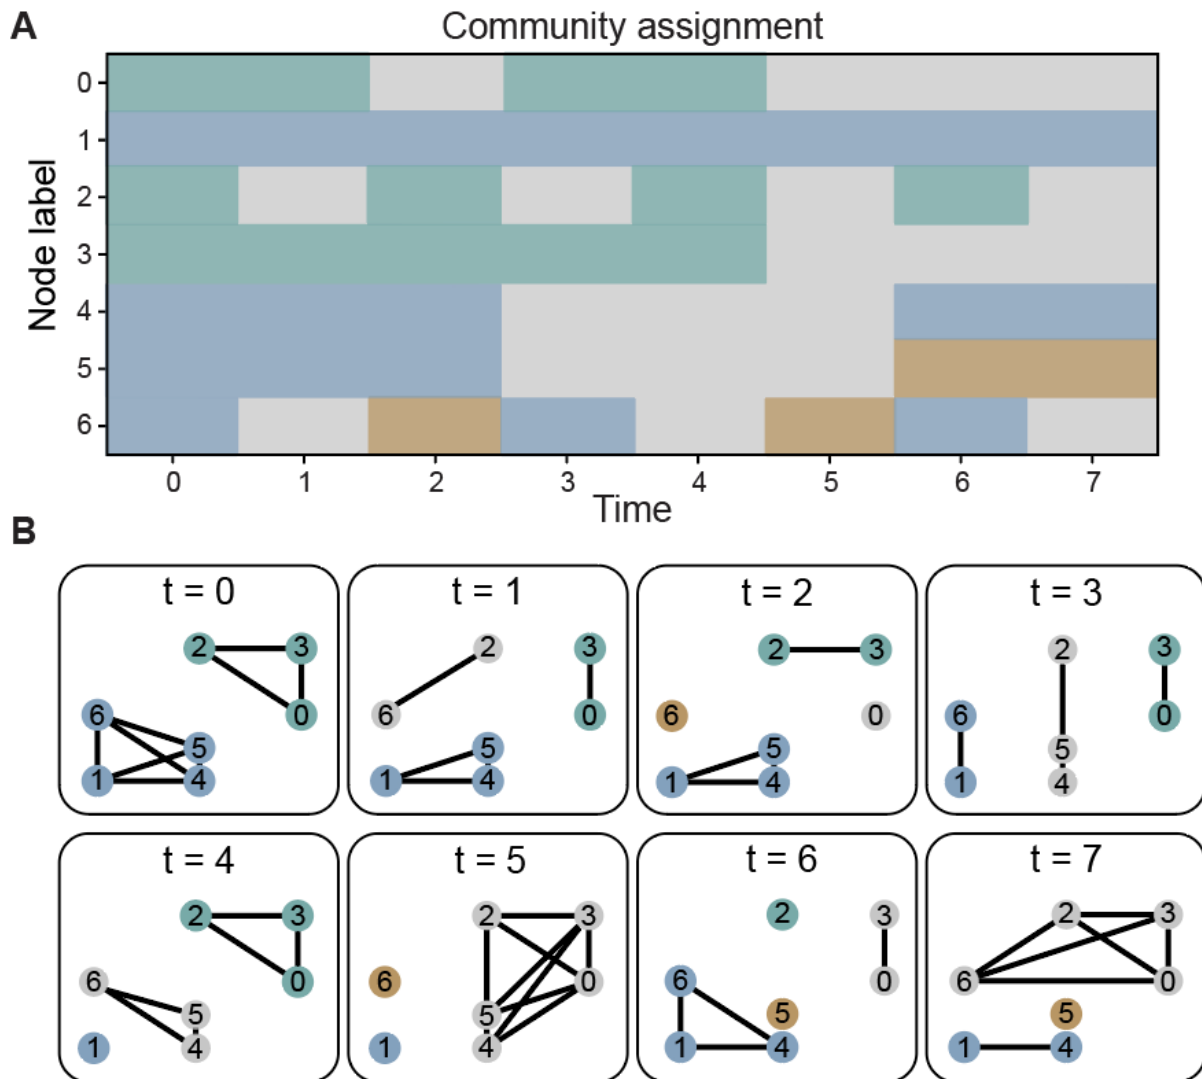 A
Community assignment
Node label
0
1
2
3
4
5
6
0 1 2 3 4 5 6 7
Time
B
t = 0
2 3
6 0
5
1 4
t = 1
2 3
6 0
5
1 4
t = 2
2 3
6 0
5
1 4
t = 3
2 3
6 0
5
1 4
t = 4
2 3
6 0
5
1 4
t = 5
2 3
6 0
5
1 4
t = 6
2 3
6 0
5
1 4
t = 7
2 3
6 0
5
1 4